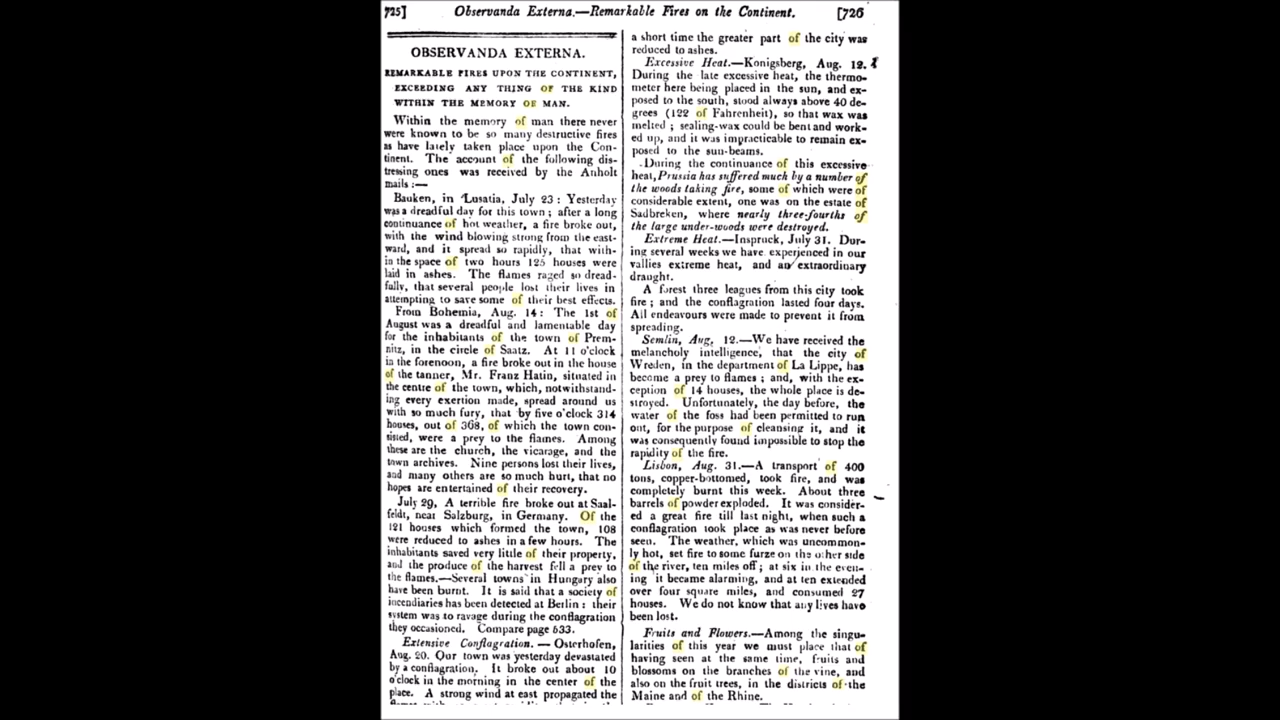 725]
Observanda Externa.—Remarkable Fires on the Continent.
[726
OBSERVANDA EXTERNA.
REMARKABLE FIRES UPON THE CONTINENT,
EXCEEDING ANY THING OF THE KIND
WITHIN THE MEMORY OF MAN.
Within the memory of man there never
were known to be so many destructive fires
as have lately taken place upon the Con-
tinent. The account of the following dis-
tressing ones was received by the Anholt
mails:—
Bauken, in Lusatia, July 23: Yesterday
was a dreadful day for this town; after a long
continuance of hot weather, a fire broke out,
with the wind blowing strong from the east-
ward, and it spread so rapidly, that with-
in the space of two hours 125 houses were
laid in ashes. The flames raged so dread-
fully, that several people lost their lives in
attempting to save some of their best effects.
From Bohemia, Aug. 14: The 1st of
August was a dreadful and lamentable day
for the inhabitants of the town of Prem-
nitz, in the circle of Saatz. At 11 o'clock
in the forenoon, a fire broke out in the house
of the tanner, Mr. Franz Hatin, situated in
the centre of the town, which, notwithstand-
ing every exertion made, spread around us
with so much fury, that by five o'clock 314
houses, out of 368, of which the town con-
sisted, were a prey to the flames. Among
these are the church, the vicarage, and the
town archives. Nine persons lost their lives,
and many others are so much hurt, that no
hopes are entertained of their recovery.
July 29, A terrible fire broke out at Saal-
feldt, near Salzburg, in Germany. Of the
121 houses which formed the town, 108
were reduced to ashes in a few hours. The
inhabitants saved very little of their property,
and the produce of the harvest fell a prey to
the flames.—Several towns in Hungary also
have been burnt. It is said that a society of
incendiaries has been detected at Berlin: their
system was to ravage during the conflagration
they occasioned. Compare page 533.
Extensive Conflagration. — Osterhofen,
Aug. 20. Our town was yesterday devastated
by a conflagration. It broke out about 10
o'clock in the morning in the center of the
place. A strong wind at east propagated the
a short time the greater part of the city was
reduced to ashes.
Excessive Heat.—Konigsberg, Aug. 12.
During the late excessive heat, the thermo-
meter here being placed in the sun, and ex-
posed to the south, stood always above 40 de-
grees (122 of Fahrenheit), so that wax was
melted; sealing-wax could be bent and work-
ed up, and it was impracticable to remain ex-
posed to the sun-beams.
During the continuance of this excessive
heat, Prussia has suffered much by a number of
the woods taking fire, some of which were of
considerable extent, one was on the estate of
Sadbreken, where nearly three-fourths of
the large under-woods were destroyed.
Extreme Heat.—Inspruck, July 31. Dur-
ing several weeks we have experienced in our
vallies extreme heat, and an extraordinary
draught.
A forest three leagues from this city took
fire; and the conflagration lasted four days.
All endeavours were made to prevent it from
spreading.
Semlin, Aug. 12.—We have received the
melancholy intelligence, that the city of
Wreden, in the department of La Lippe, has
become a prey to flames; and, with the ex-
ception of 14 houses, the whole place is de-
stroyed. Unfortunately, the day before, the
water of the foss had been permitted to run
out, for the purpose of cleansing it, and it
was consequently found impossible to stop the
rapidity of the fire.
Lisbon, Aug. 31.—A transport of 400
tons, copper-bottomed, took fire, and was
completely burnt this week. About three
barrels of powder exploded. It was consider-
ed a great fire till last night, when such a
conflagration took place as was never before
seen. The weather, which was uncommon-
ly hot, set fire to some furze on the other side
of the river, ten miles off; at six in the even-
ing it became alarming, and at ten extended
over four square miles, and consumed 27
houses. We do not know that any lives have
been lost.
Fruits and Flowers.—Among the singu-
larities of this year we must place that of
having seen at the same time, fruits and
blossoms on the branches of the vine, and
also on the fruit trees, in the districts of the
Maine and of the Rhine.